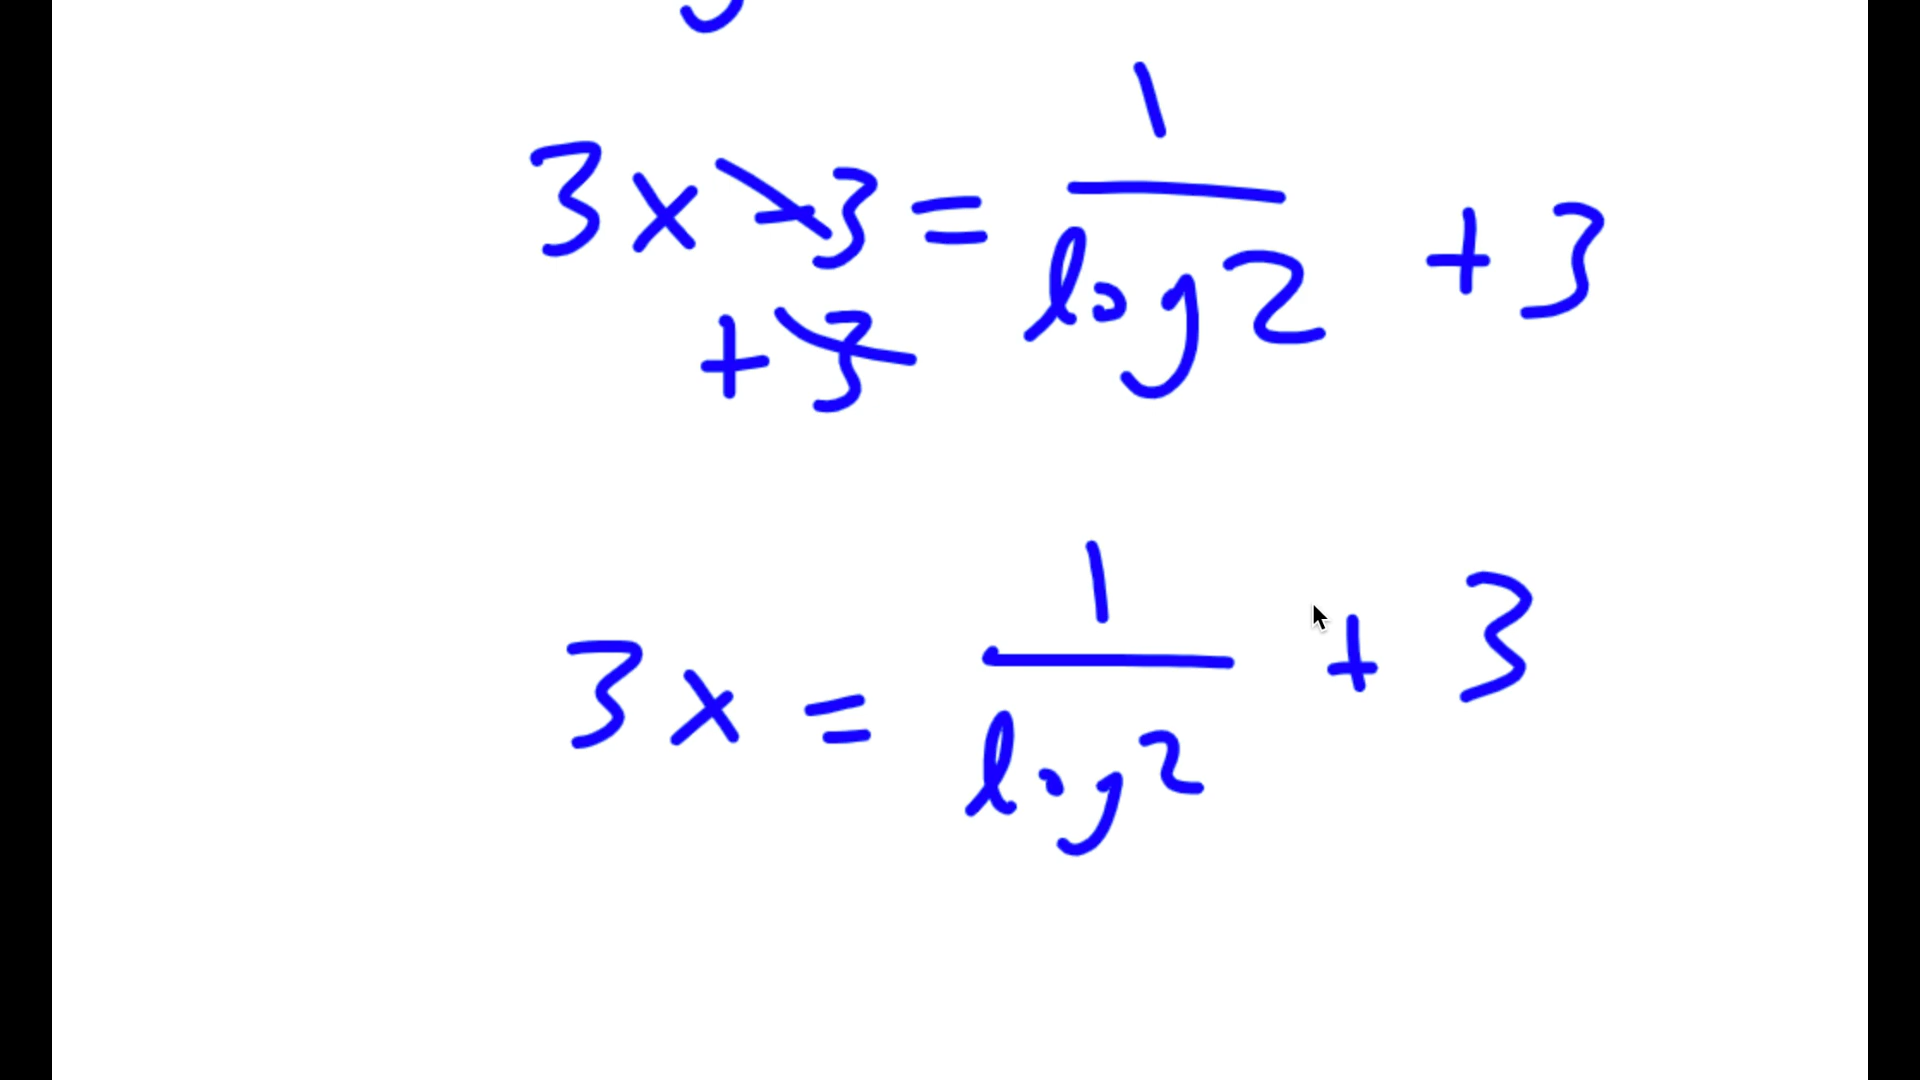 3x - 3 = 1/log2 + 3
+ 3
3x = 1/log2 + 3